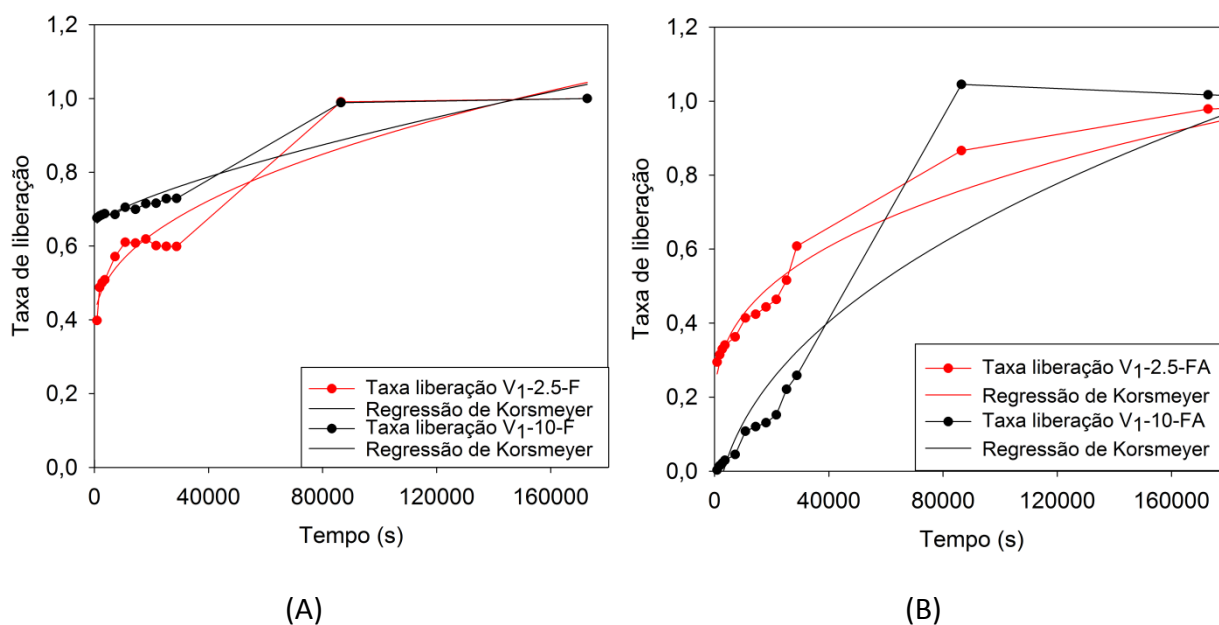 1,2
1,0
0,8
0,6
0,4
0,2
0,0
Taxa de liberação
Taxa liberação V1-2.5-F
Regressão de Korsmeyer
Taxa liberação V1-10-F
Regressão de Korsmeyer
0 40000 80000 120000 160000
Tempo (s)
(A)
1,2
1,0
0,8
0,6
0,4
0,2
0,0
Taxa de liberação
Taxa liberação V1-2.5-FA
Regressão de Korsmeyer
Taxa liberação V1-10-FA
Regressão de Korsmeyer
0 40000 80000 120000 160000
Tempo (s)
(B)